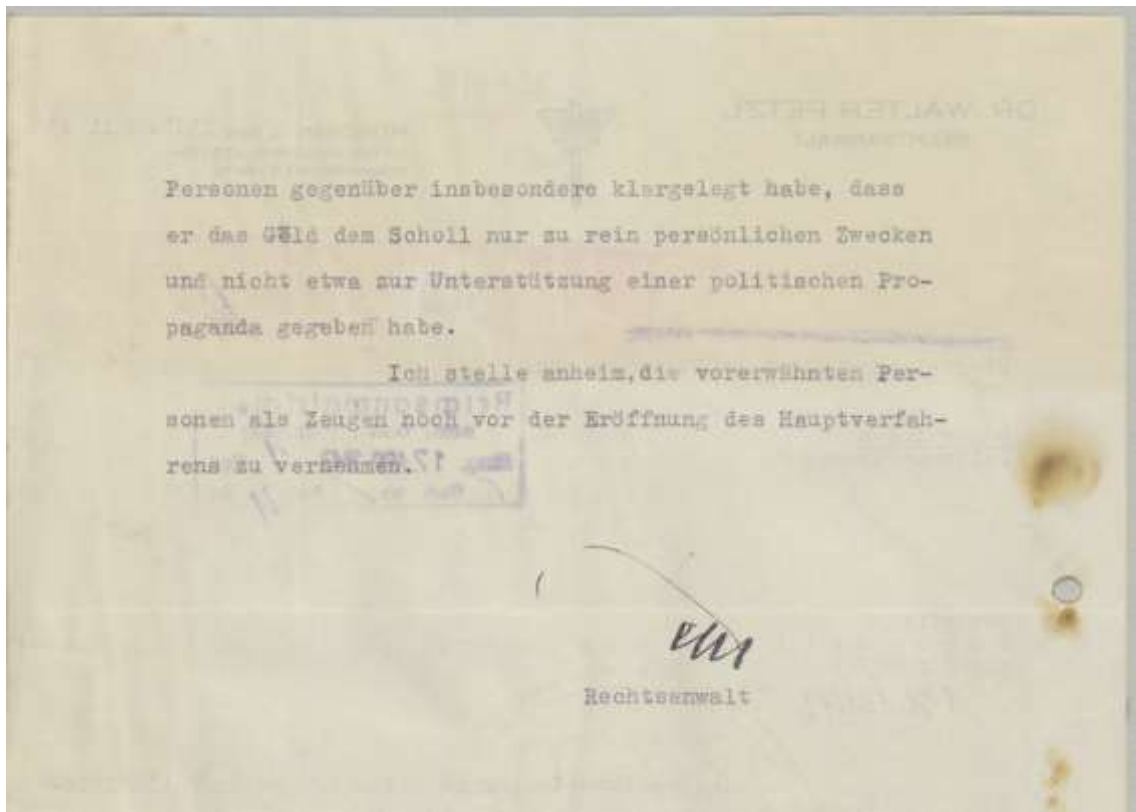 Personen gegenüber insbesondere klargelegt habe, dass
er das Geld dem Scholl nur zu rein persönlichen Zwecken
und nicht etwa zur Unterstützung einer politischen Pro-
paganda gegeben habe.
Ich stelle anheim,die vorerwähnten Per-
sonen als Zeugen noch vor der Eröffnung des Hauptverfah-
rens zu vernehmen.
Rechtsanwalt